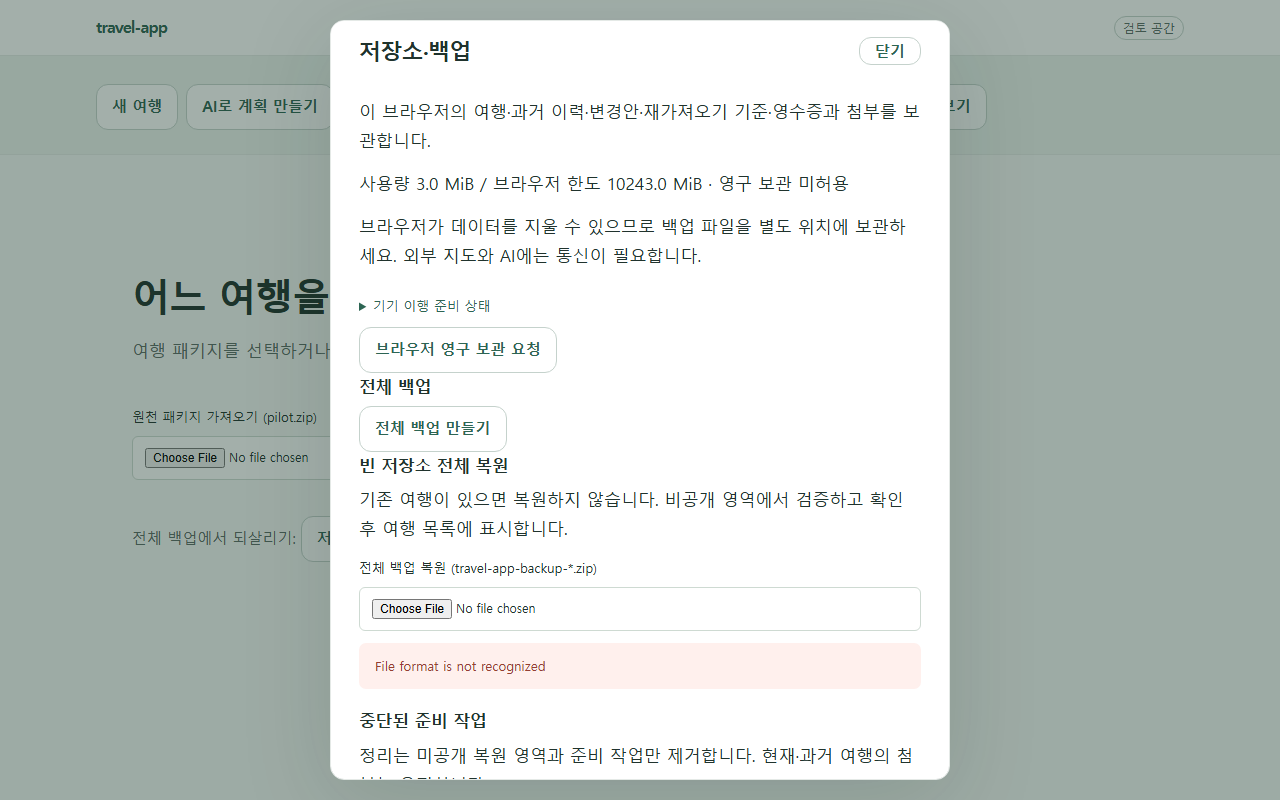 travel-app
검토 공간
새 여행
AI로 계획 만들기
보기
어느 여행을
여행 패키지를 선택하거나
원천 패키지 가져오기 (pilot.zip)
Choose File No file chosen
전체 백업에서 되살리기:
저장소·백업
닫기
이 브라우저의 여행·과거 이력·변경안·재가져오기 기준·영수증과 첨부를 보
관합니다.
사용량 3.0 MiB / 브라우저 한도 10243.0 MiB · 영구 보관 미허용
브라우저가 데이터를 지울 수 있으므로 백업 파일을 별도 위치에 보관하
세요. 외부 지도와 AI에는 통신이 필요합니다.
▶ 기기 이행 준비 상태
브라우저 영구 보관 요청
전체 백업
전체 백업 만들기
빈 저장소 전체 복원
기존 여행이 있으면 복원하지 않습니다. 비공개 영역에서 검증하고 확인
후 여행 목록에 표시합니다.
전체 백업 복원 (travel-app-backup-*.zip)
Choose File No file chosen
File format is not recognized
중단된 준비 작업
정리는 미공개 복원 영역과 준비 작업만 제거합니다. 현재·과거 여행의 첨